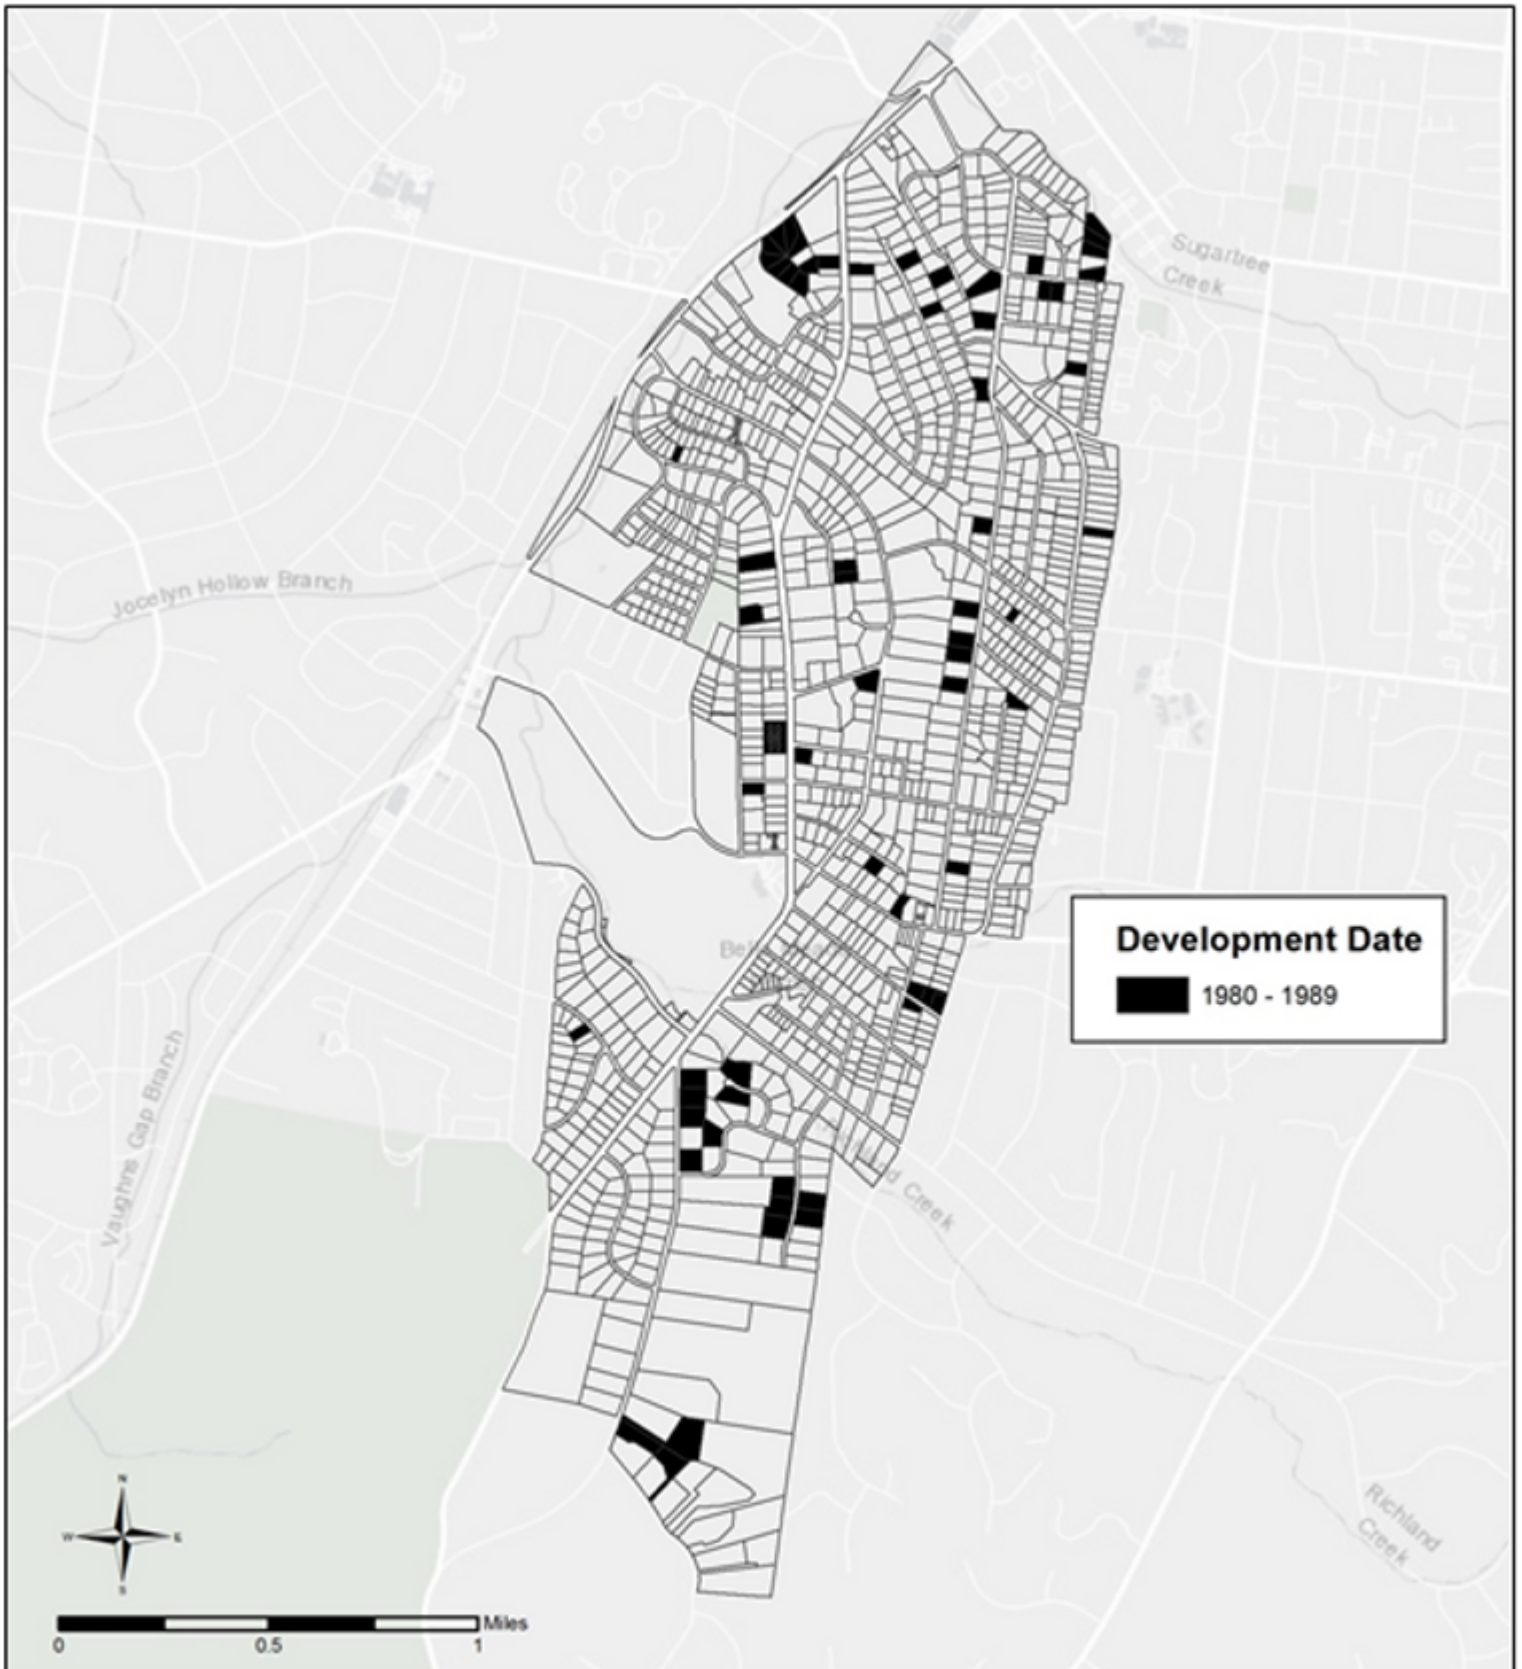 Sugartree
Creek
Jocelyn Hollow Branch
Development Date
1980 - 1989
Vaughns Gap Branch
Creek
Richland
Creek
N
W E
S
Miles
0 0.5 1